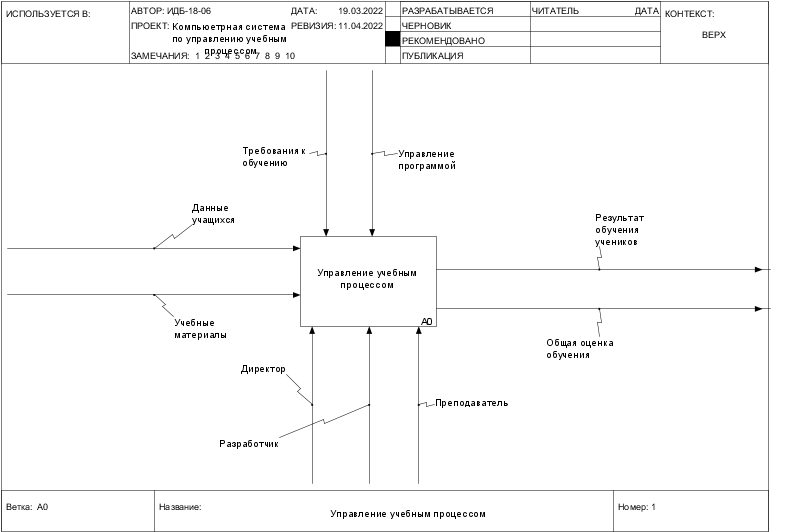 ИСПОЛЬЗУЕТСЯ В:
АВТОР: ИДБ-18-06
ДАТА: 19.03.2022
ПРОЕКТ: Компьюетрная система
по управлению учебным
процессом
РЕВИЗИЯ: 11.04.2022
ЗАМЕЧАНИЯ: 1 2 3 4 5 6 7 8 9 10
РАЗРАБАТЫВАЕТСЯ
ЧЕРНОВИК
РЕКОМЕНДОВАНО
ПУБЛИКАЦИЯ
ЧИТАТЕЛЬ ДАТА
КОНТЕКСТ:
ВЕРХ
Требования к
обучению
Управление
программой
Данные
учащихся
Результат
обучения
учеников
Управление учебным
процессом
A0
Учебные
материалы
Общая оценка
обучения
Директор
Преподаватель
Разработчик
Ветка: A0
Название:
Управление учебным процессом
Номер: 1